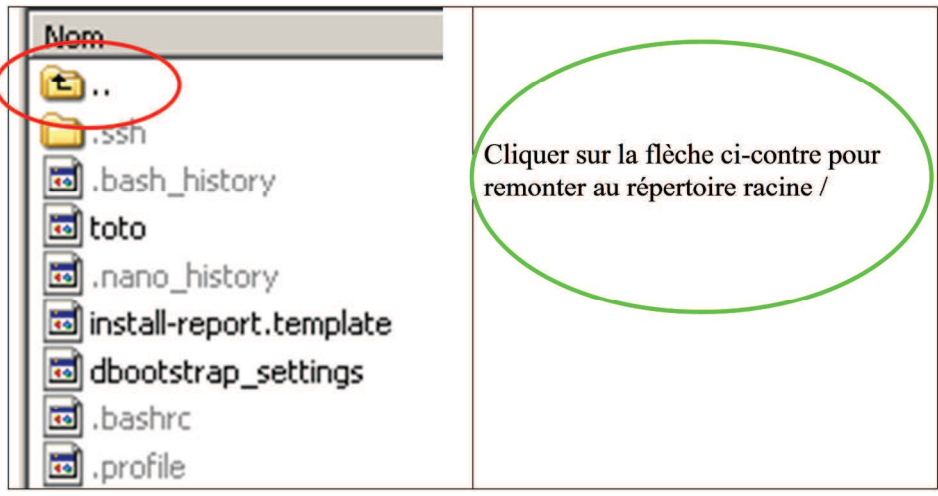 Nom
..
.ssh
.bash_history
toto
.nano_history
install-report.template
dbootstrap_settings
.bashrc
.profile
Cliquer sur la flèche ci-contre pour
remonter au répertoire racine /